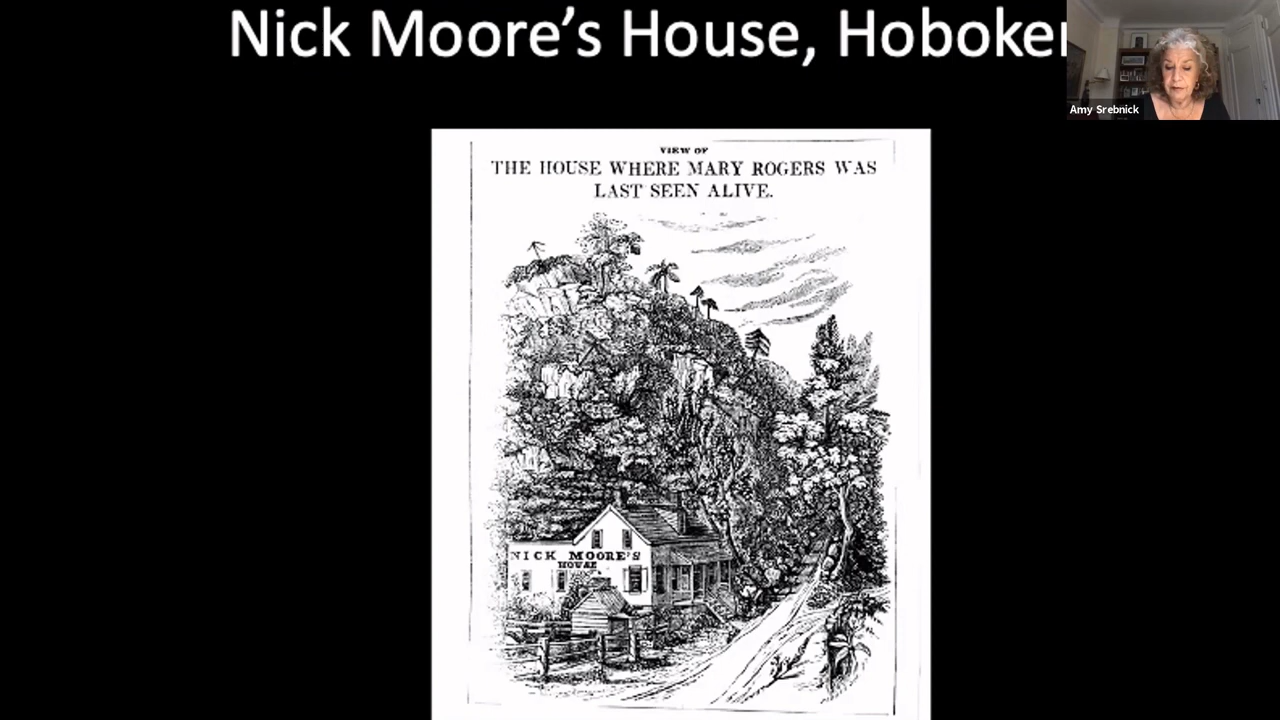 Nick Moore’s House, Hoboken
Amy Srebnick
VIEW OF
THE HOUSE WHERE MARY ROGERS WAS
LAST SEEN ALIVE.
NICK MOORE'S
HOUSE